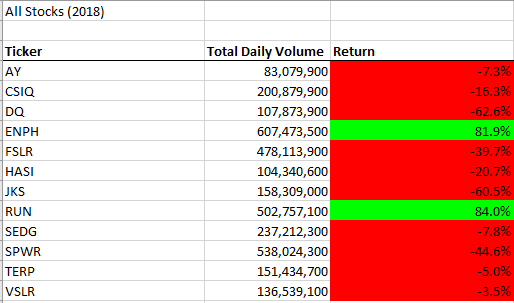 All Stocks (2018)
Ticker Total Daily Volume Return
AY 83,079,900 -7.3%
CSIQ 200,879,900 -16.3%
DQ 107,873,900 -62.6%
ENPH 607,473,500 81.9%
FSLR 478,113,900 -39.7%
HASI 104,340,600 -20.7%
JKS 158,309,000 -60.5%
RUN 502,757,100 84.0%
SEDG 237,212,300 -7.8%
SPWR 538,024,300 -44.6%
TERP 151,434,700 -5.0%
VSLR 136,539,100 -3.5%